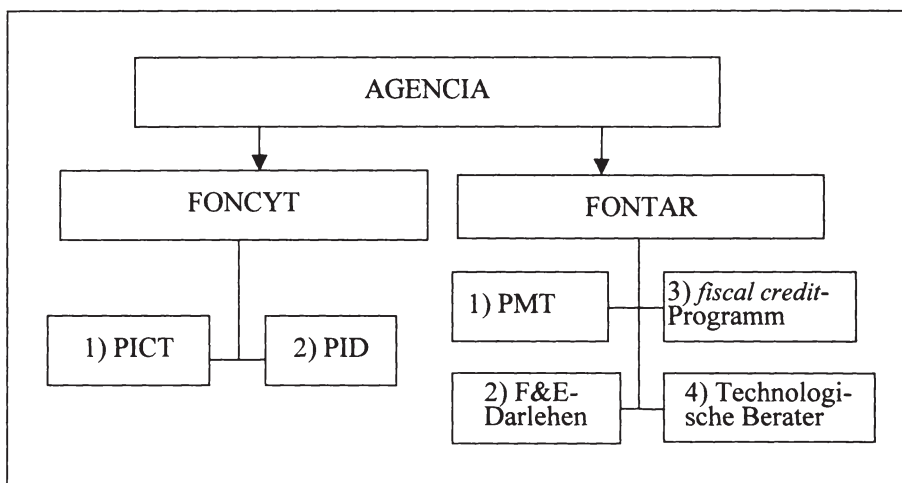 AGENCIA
FONCYT
FONTAR
1) PICT
2) PID
1) PMT
3) fiscal credit-
Programm
2) F&E-
Darlehen
4) Technologi-
sche Berater